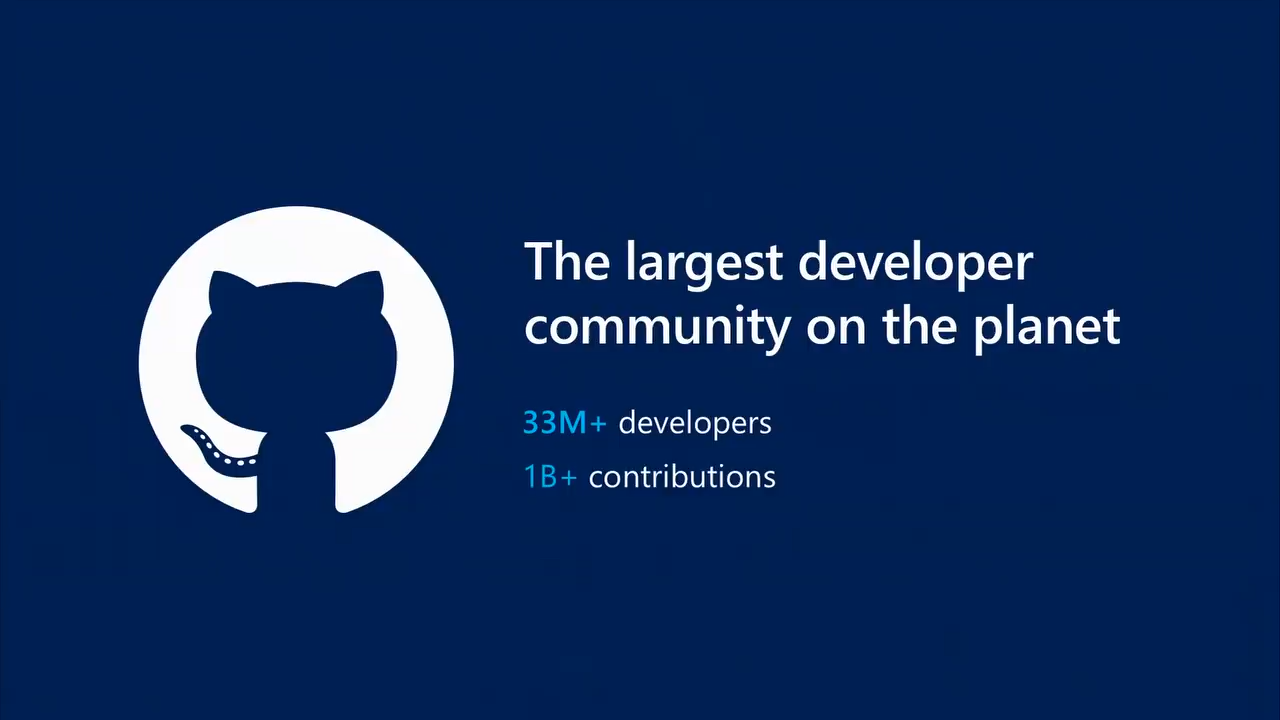 The largest developer
community on the planet
33M+ developers
1B+ contributions